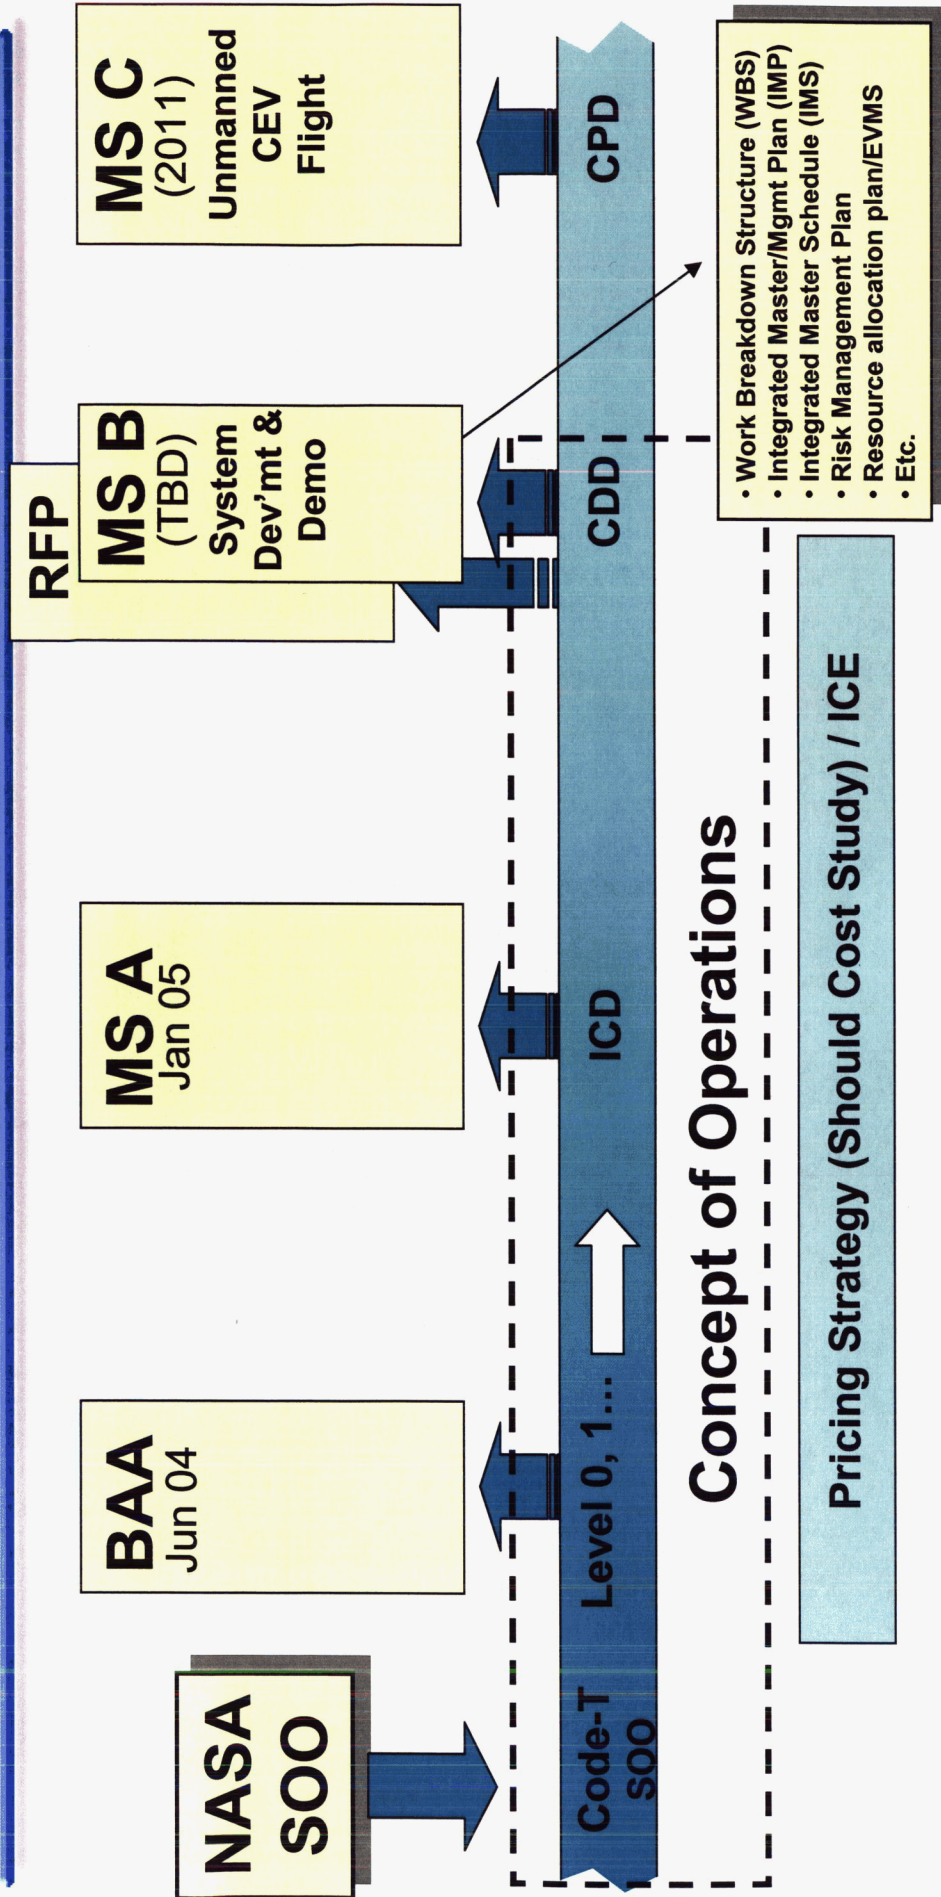 NASA
SOO
BAA
Jun 04
MS A
Jan 05
RFP
MS B
(TBD)
System
Dev'mt &
Demo
MS C
(2011)
Unmanned
CEV
Flight
Code-T
SOO
Level 0, 1…
ICD
CDD
CPD
Concept of Operations
Pricing Strategy (Should Cost Study) / ICE
• Work Breakdown Structure (WBS)
• Integrated Master/Mgmt Plan (IMP)
• Integrated Master Schedule (IMS)
• Risk Management Plan
• Resource allocation plan/EVMS
• Etc.